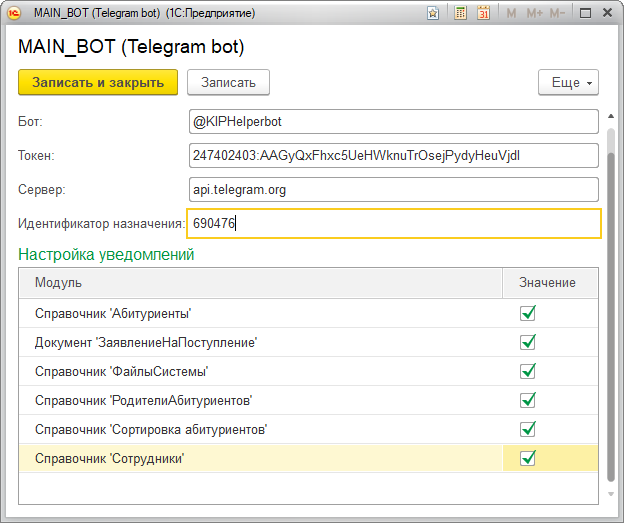 MAIN_BOT (Telegram bot) (1С:Предприятие)
M M+ M-
MAIN_BOT (Telegram bot)
Записать и закрыть Записать Еще
Бот: @KIPHelperbot
Токен: 247402403:AAGyQxFhxc5UeHWknuTrOsejPydyHeuVjdI
Сервер: api.telegram.org
Идентификатор назначения: 690476
Настройка уведомлений
Модуль Значение
Справочник 'Абитуриенты'
Документ 'ЗаявлениеНаПоступление'
Справочник 'ФайлыСистемы'
Справочник 'РодителиАбитуриентов'
Справочник 'Сортировка абитуриентов'
Справочник 'Сотрудники'